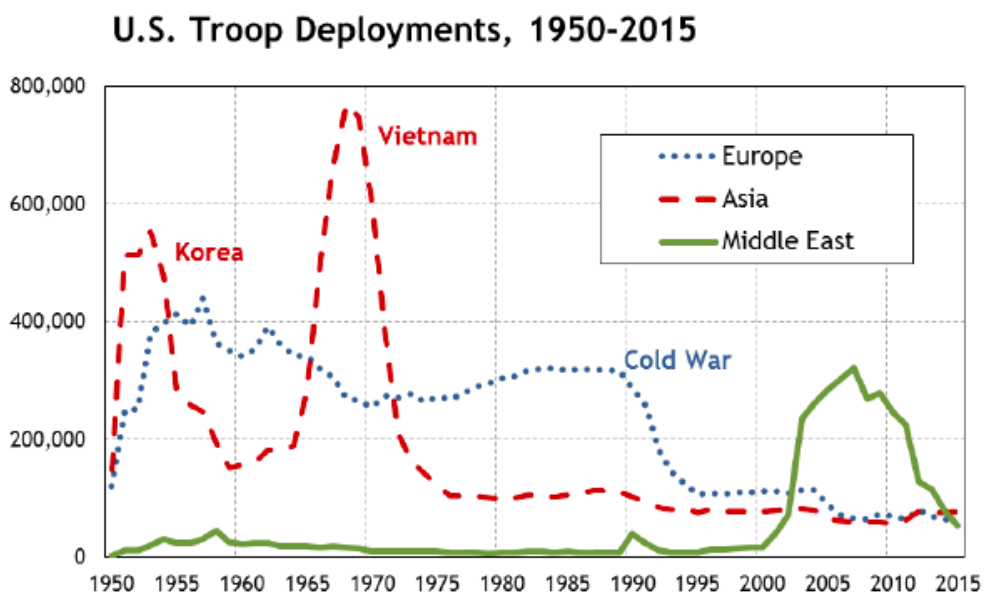 U.S. Troop Deployments, 1950-2015
800,000
600,000
400,000
200,000
0
Vietnam
Korea
Cold War
Europe
Asia
Middle East
1950 1955 1960 1965 1970 1975 1980 1985 1990 1995 2000 2005 2010 2015